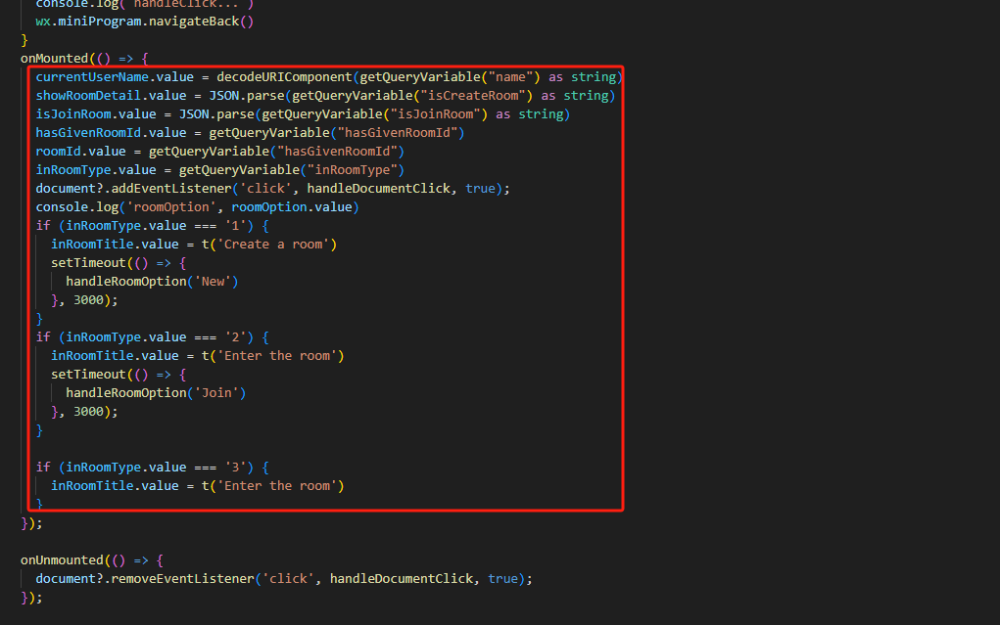 console.log('handleClick...')
wx.miniProgram.navigateBack()
}
onMounted(() => {
currentUserName.value = decodeURIComponent(getQueryVariable("name") as string)
showRoomDetail.value = JSON.parse(getQueryVariable("isCreateRoom") as string)
isJoinRoom.value = JSON.parse(getQueryVariable("isJoinRoom") as string)
hasGivenRoomId.value = getQueryVariable("hasGivenRoomId")
roomId.value = getQueryVariable("hasGivenRoomId")
inRoomType.value = getQueryVariable("inRoomType")
document?.addEventListener('click', handleDocumentClick, true);
console.log('roomOption', roomOption.value)
if (inRoomType.value === '1') {
inRoomTitle.value = t('Create a room')
setTimeout(() => {
handleRoomOption('New')
}, 3000);
}
if (inRoomType.value === '2') {
inRoomTitle.value = t('Enter the room')
setTimeout(() => {
handleRoomOption('Join')
}, 3000);
}
if (inRoomType.value === '3') {
inRoomTitle.value = t('Enter the room')
}
});
onUnmounted(() => {
document?.removeEventListener('click', handleDocumentClick, true);
});